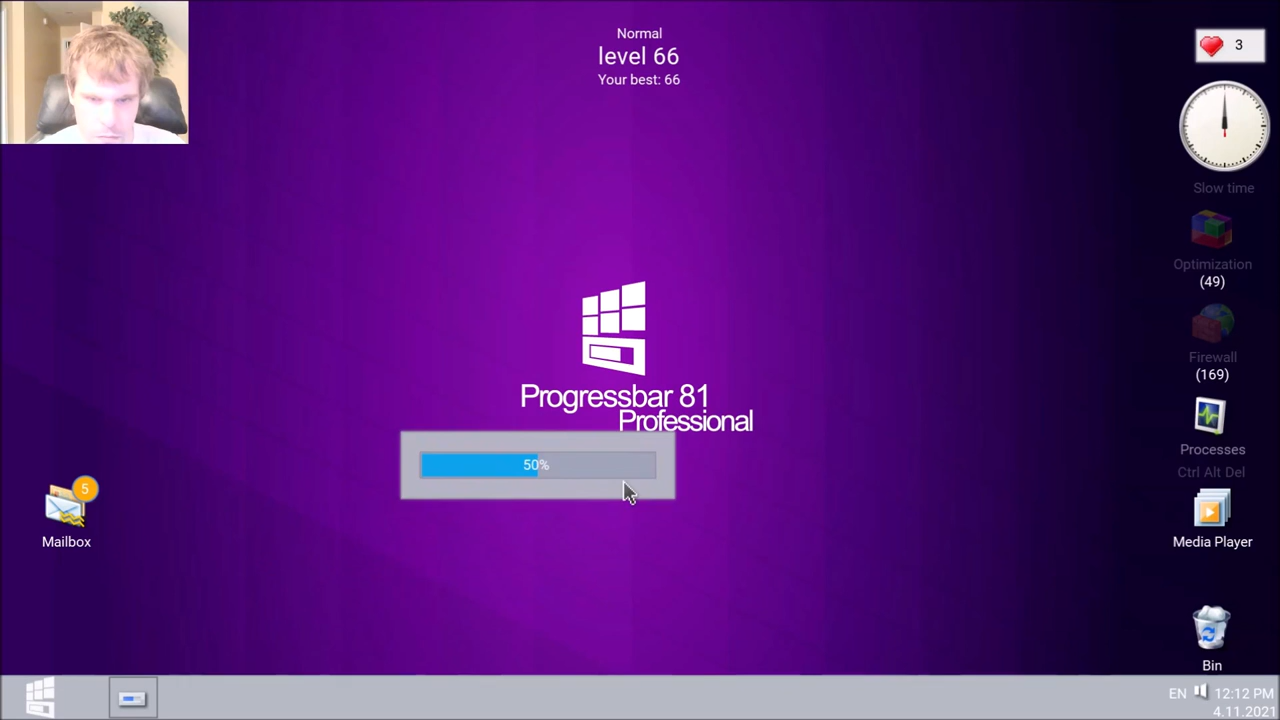 Normal
level 66
Your best: 66
3
Slow time
Optimization
(49)
Firewall
(169)
Progressbar 81
Professional
50%
Processes
Ctrl Alt Del
5
Mailbox
Media Player
Bin
EN 12:12 PM
4.11.2021